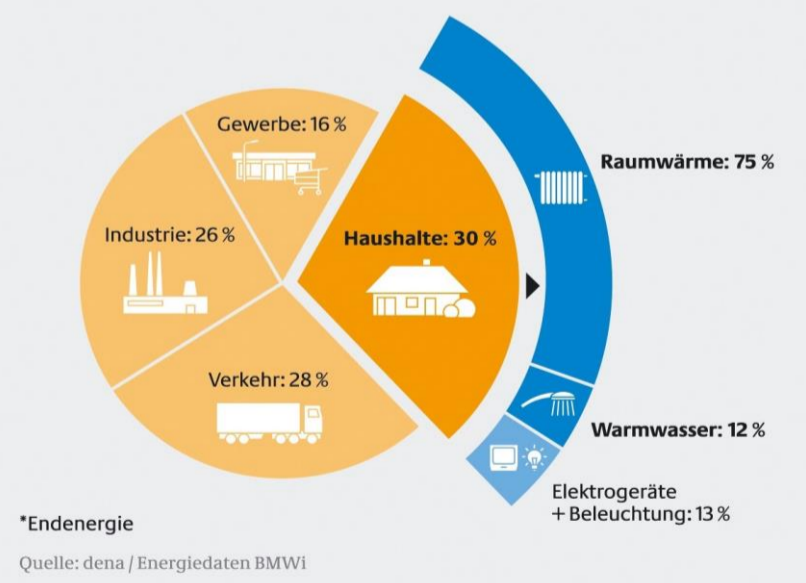 Gewerbe: 16 %
Industrie: 26 %
Haushalte: 30 %
Verkehr: 28 %
Raumwärme: 75 %
Warmwasser: 12 %
Elektrogeräte
+ Beleuchtung: 13 %
*Endenergie
Quelle: dena / Energiedaten BMWi